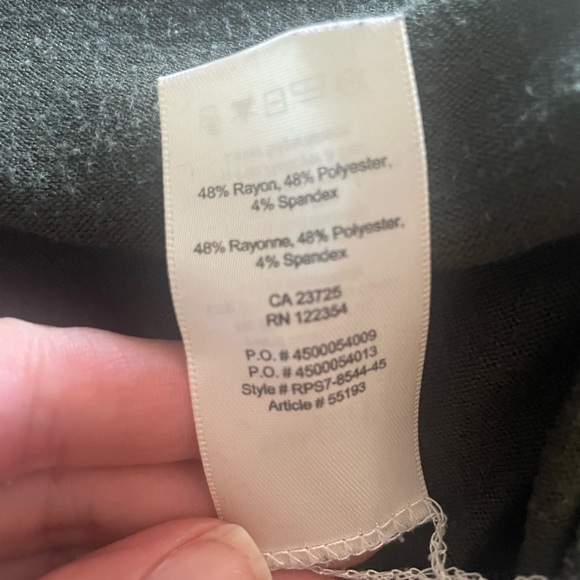 48% Rayon, 48% Polyester,
4% Spandex
48% Rayonne, 48% Polyester,
4% Spandex
CA 23725
RN 122354
P.O. # 4500054009
P.O. # 4500054013
Style # RPS7-8544-45
Article # 55193